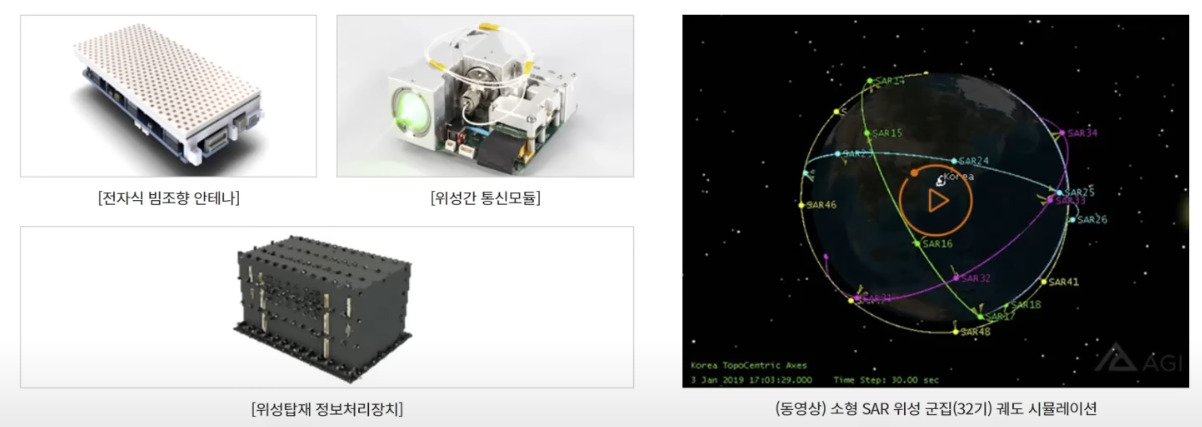 [전자식 빔조향 안테나]
[위성간 통신모듈]
[위성탑재 정보처리장치]
SAR14
SAR15
SAR34
SAR23
SAR24
Korea
SAR25
SAR33
SAR46
SAR26
SAR16
SAR32
SAR41
SAR31
SAR18
SAR17
SAR48
AGI
Korea TopoCentric Axes
3 Jan 2019 17:03:29.000 Time Step: 30.00 sec
(동영상) 소형 SAR 위성 군집(32기) 궤도 시뮬레이션